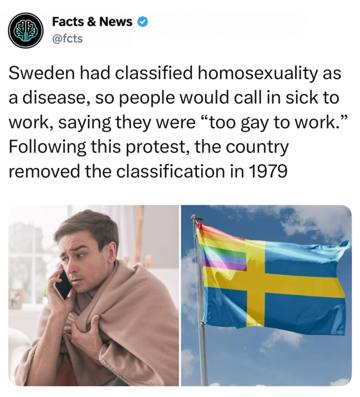 Facts & News
@fcts
Sweden had classified homosexuality as
a disease, so people would call in sick to
work, saying they were “too gay to work.”
Following this protest, the country
removed the classification in 1979